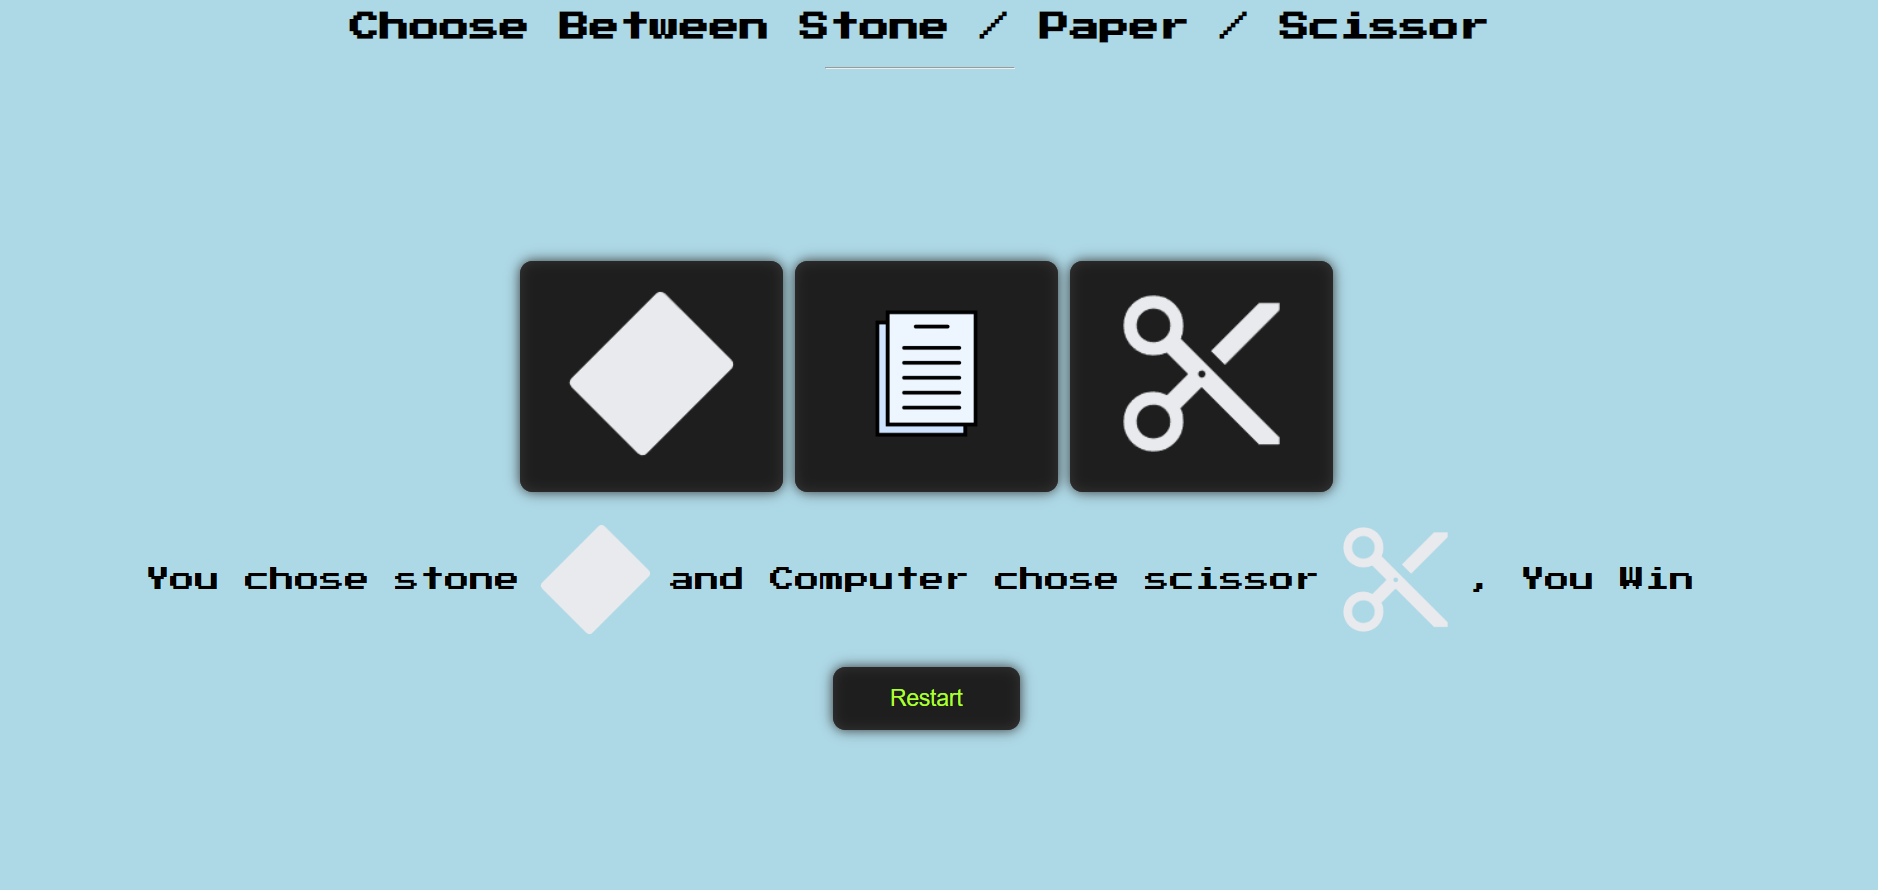 Choose Between Stone / Paper / Scissor
You chose stone and Computer chose scissor , You Win
Restart